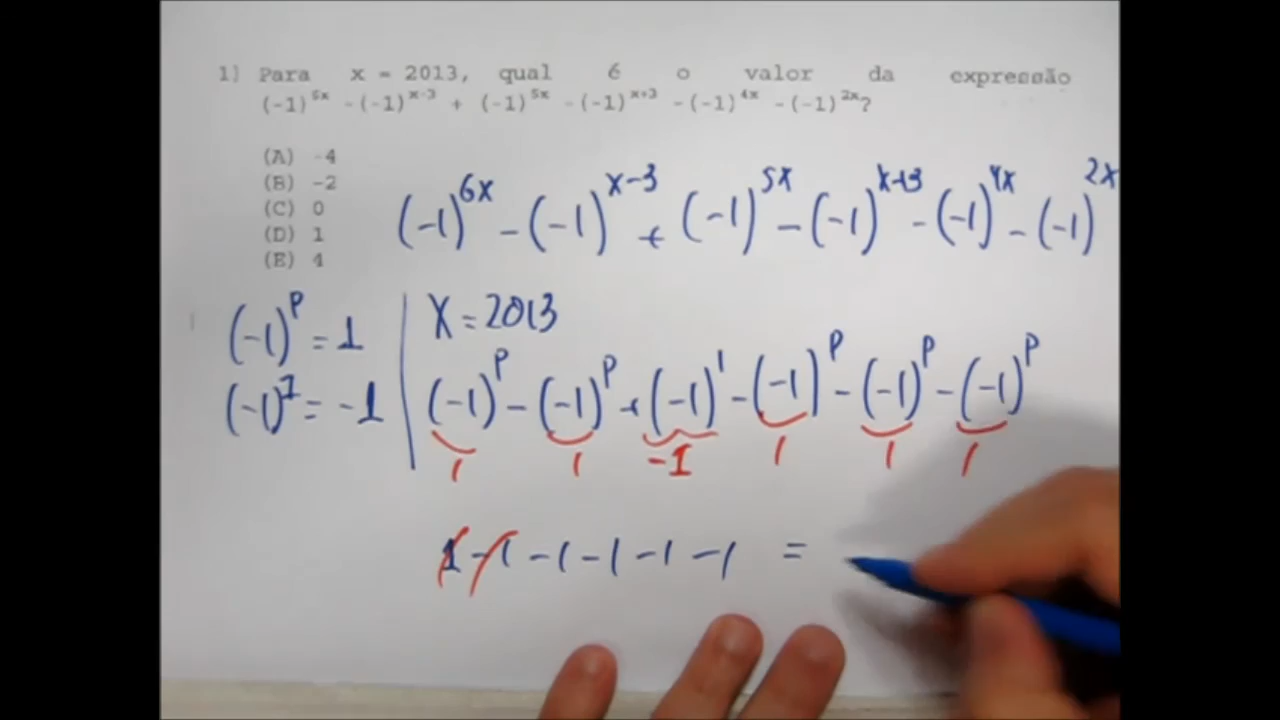 1) Para x = 2013, qual é o valor da expressão
(-1)^6x - (-1)^x-3 + (-1)^5x - (-1)^x+3 - (-1)^4x - (-1)^2x?
(A) -4
(B) -2
(C) 0
(D) 1
(E) 4
(-1)^6x - (-1)^x-3 + (-1)^5x - (-1)^x+3 - (-1)^4x - (-1)^2x
(-1)^P = 1
(-1)^I = -1
X = 2013
(-1)^P - (-1)^P + (-1)^I - (-1)^P - (-1)^P - (-1)^P
1 1 -1 1 1 1
1 - 1 - 1 - 1 - 1 - 1 =